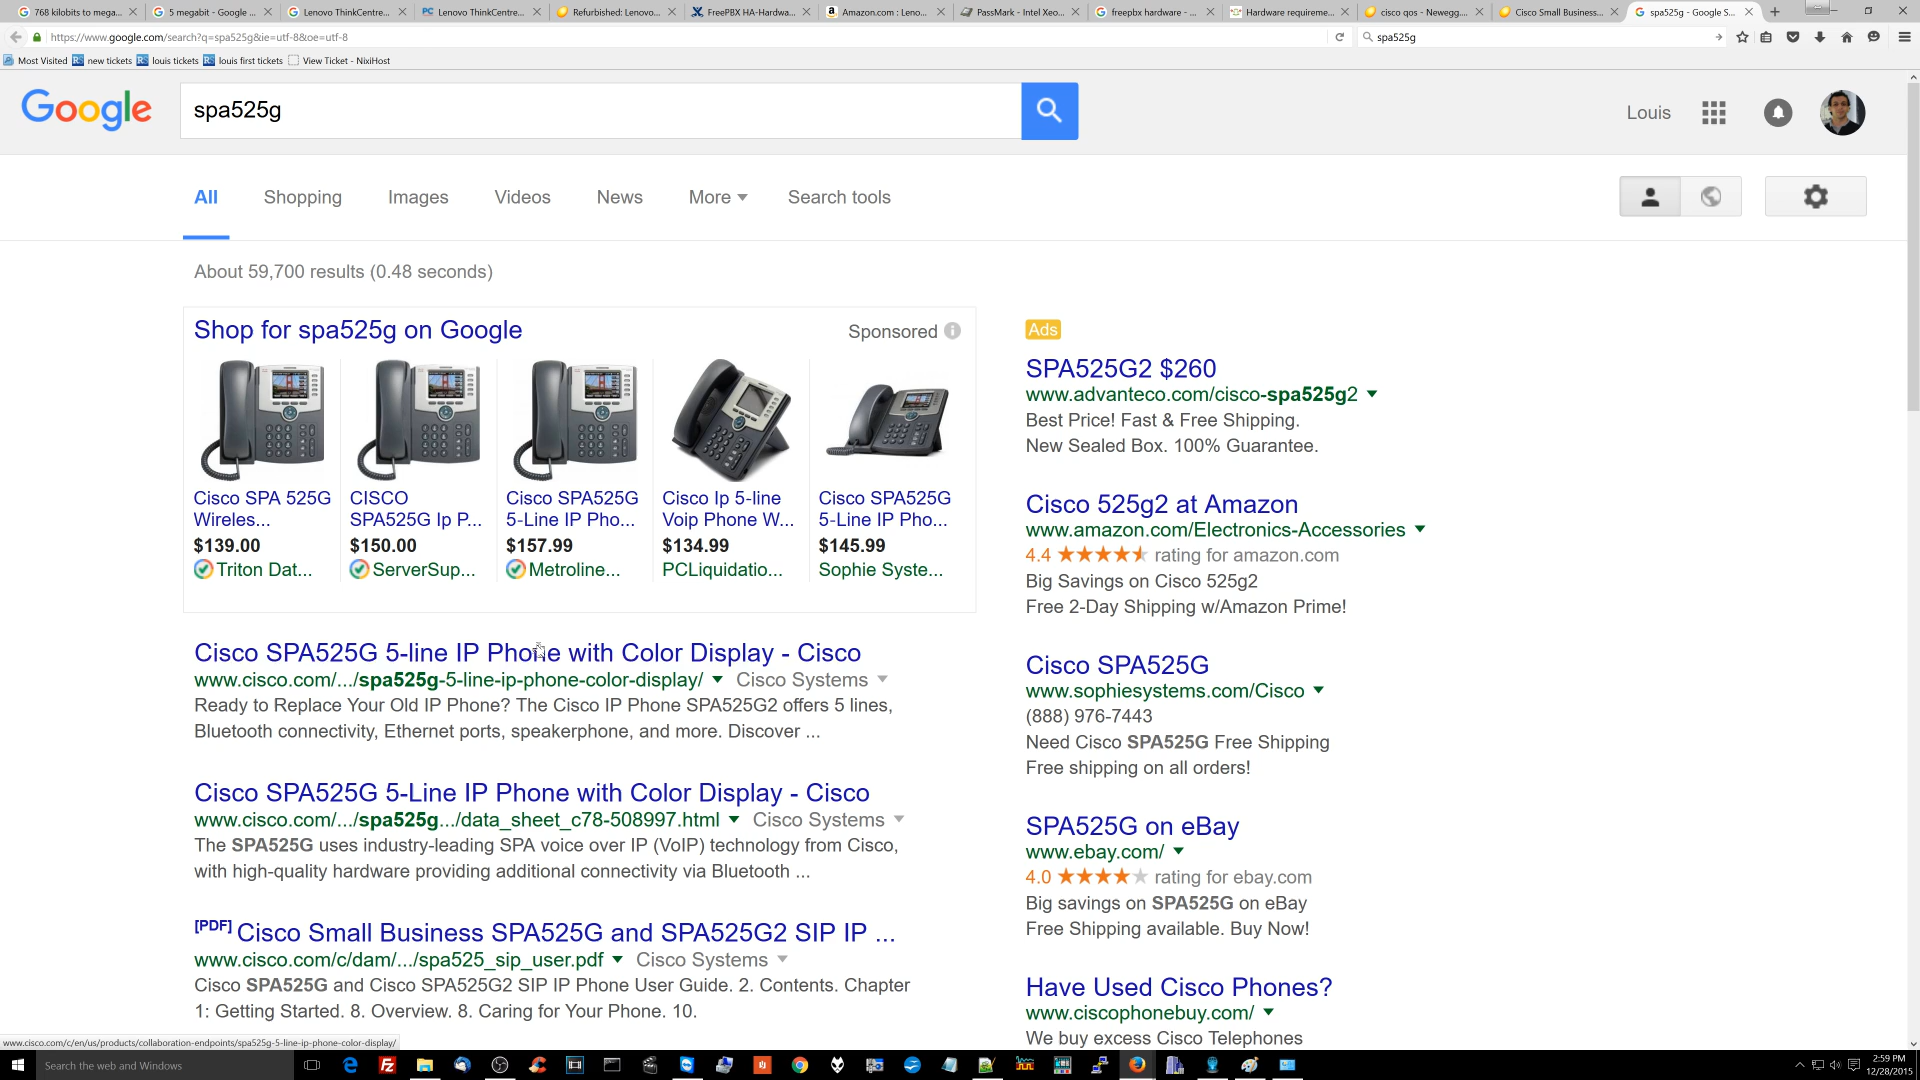 768 kilobits to mega...
5 megabit - Google ...
Lenovo ThinkCentre...
Lenovo ThinkCentre...
Refurbished: Lenovo...
FreePBX HA-Hardwa...
Amazon.com : Leno...
PassMark - Intel Xeo...
freepbx hardware - ...
Hardware requireme...
cisco qos - Newegg...
Cisco Small Business...
spa525g - Google S...
https://www.google.com/search?q=spa525g&ie=utf-8&oe=utf-8
spa525g
Most Visited
new tickets
louis tickets
louis first tickets
View Ticket - NixiHost
Google
spa525g
Louis
All
Shopping
Images
Videos
News
More
Search tools
About 59,700 results (0.48 seconds)
Shop for spa525g on Google
Sponsored
Cisco SPA 525G
Wireles...
$139.00
Triton Dat...
CISCO
SPA525G Ip P...
$150.00
ServerSup...
Cisco SPA525G
5-Line IP Pho...
$157.99
Metroline...
Cisco Ip 5-line
Voip Phone W...
$134.99
PCLiquidatio...
Cisco SPA525G
5-Line IP Pho...
$145.99
Sophie Syste...
Cisco SPA525G 5-line IP Phone with Color Display - Cisco
www.cisco.com/.../spa525g-5-line-ip-phone-color-display/ Cisco Systems
Ready to Replace Your Old IP Phone? The Cisco IP Phone SPA525G2 offers 5 lines,
Bluetooth connectivity, Ethernet ports, speakerphone, and more. Discover ...
Cisco SPA525G 5-Line IP Phone with Color Display - Cisco
www.cisco.com/.../spa525g.../data_sheet_c78-508997.html Cisco Systems
The SPA525G uses industry-leading SPA voice over IP (VoIP) technology from Cisco,
with high-quality hardware providing additional connectivity via Bluetooth ...
[PDF] Cisco Small Business SPA525G and SPA525G2 SIP IP ...
www.cisco.com/c/dam/.../spa525_sip_user.pdf Cisco Systems
Cisco SPA525G and Cisco SPA525G2 SIP IP Phone User Guide. 2. Contents. Chapter
1: Getting Started. 8. Overview. 8. Caring for Your Phone. 10.
Ads
SPA525G2 $260
www.advanteco.com/cisco-spa525g2
Best Price! Fast & Free Shipping.
New Sealed Box. 100% Guarantee.
Cisco 525g2 at Amazon
www.amazon.com/Electronics-Accessories
4.4 rating for amazon.com
Big Savings on Cisco 525g2
Free 2-Day Shipping w/Amazon Prime!
Cisco SPA525G
www.sophiesystems.com/Cisco
(888) 976-7443
Need Cisco SPA525G Free Shipping
Free shipping on all orders!
SPA525G on eBay
www.ebay.com/
4.0 rating for ebay.com
Big savings on SPA525G on eBay
Free Shipping available. Buy Now!
Have Used Cisco Phones?
www.ciscophonebuy.com/
We buy excess Cisco Telephones
www.cisco.com/c/en/us/products/collaboration-endpoints/spa525g-5-line-ip-phone-color-display/
Search the web and Windows
2:59 PM
12/28/2015